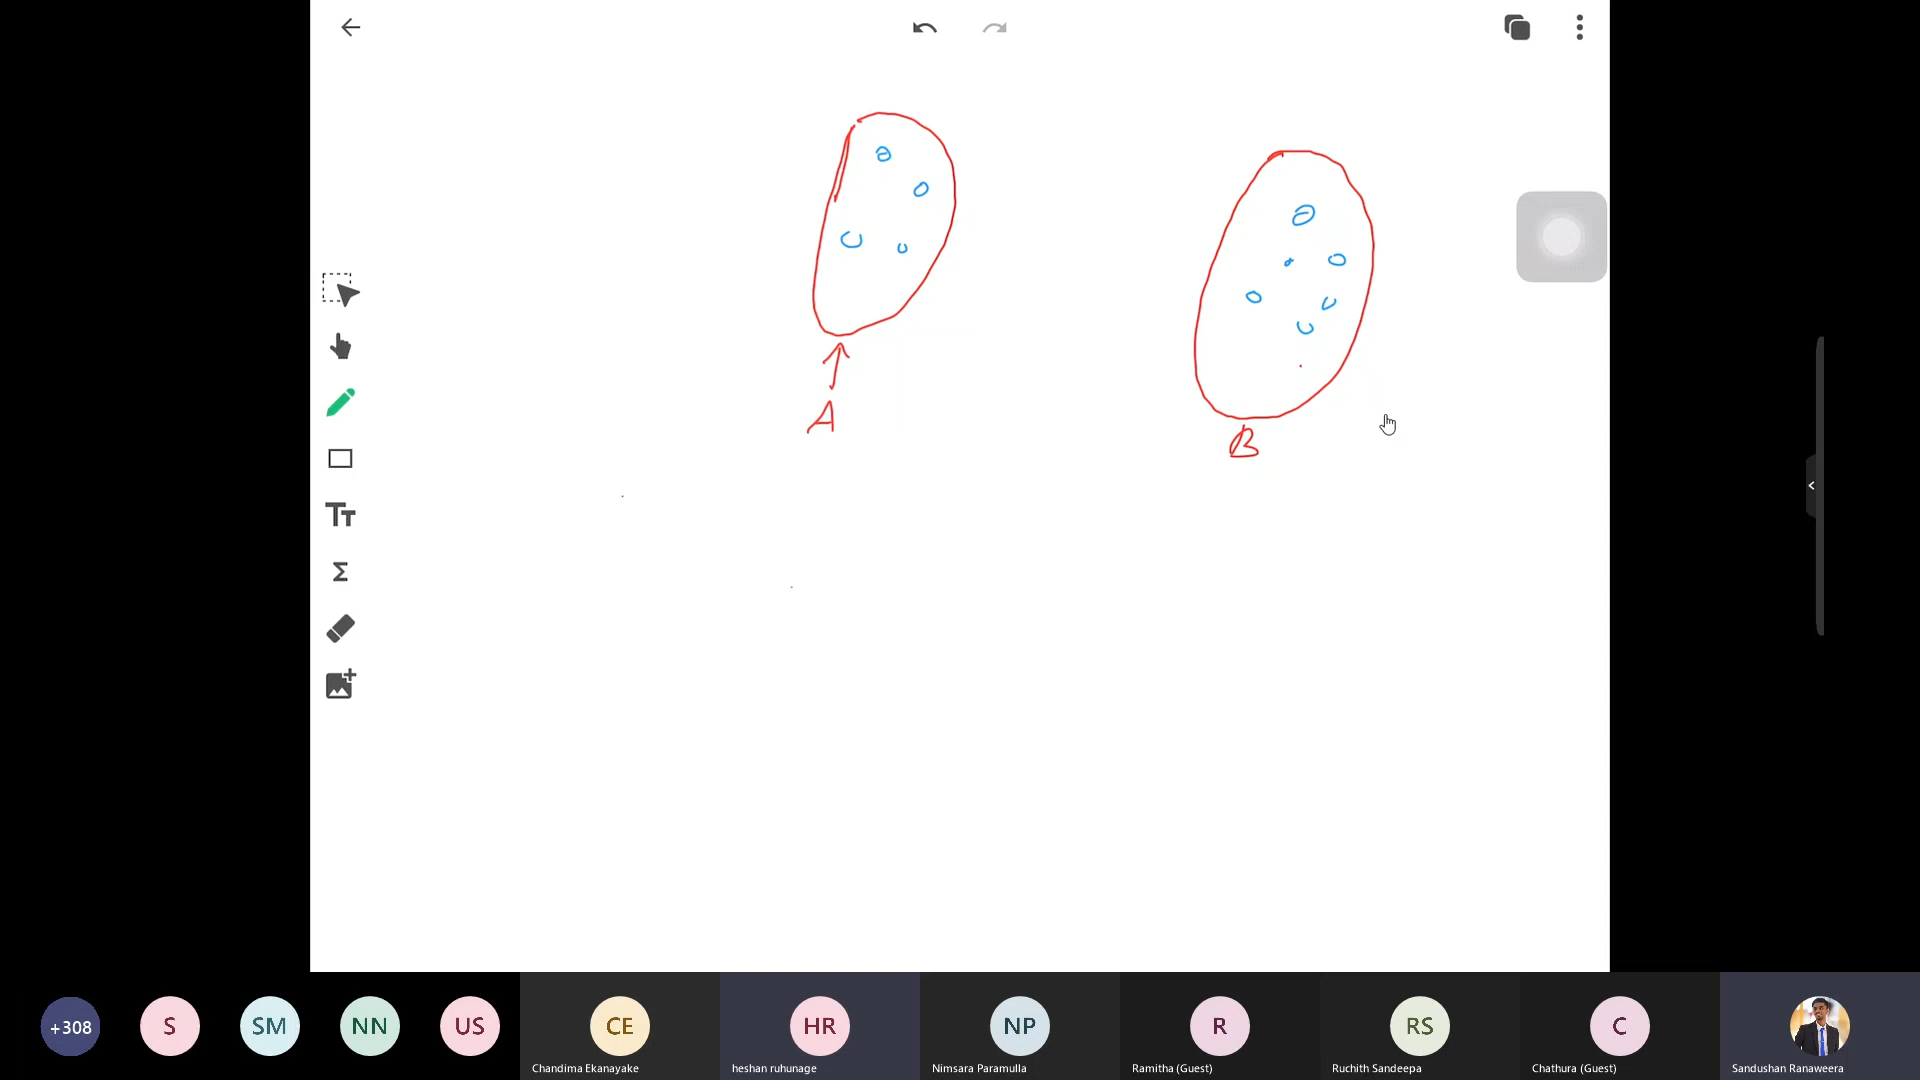 A
B
Tт
Σ
+308
S
SM
NN
US
CE
HR
NP
R
RS
C
Chandima Ekanayake
heshan ruhunage
Nimsara Paramulla
Ramitha (Guest)
Ruchith Sandeepa
Chathura (Guest)
Sandushan Ranaweera